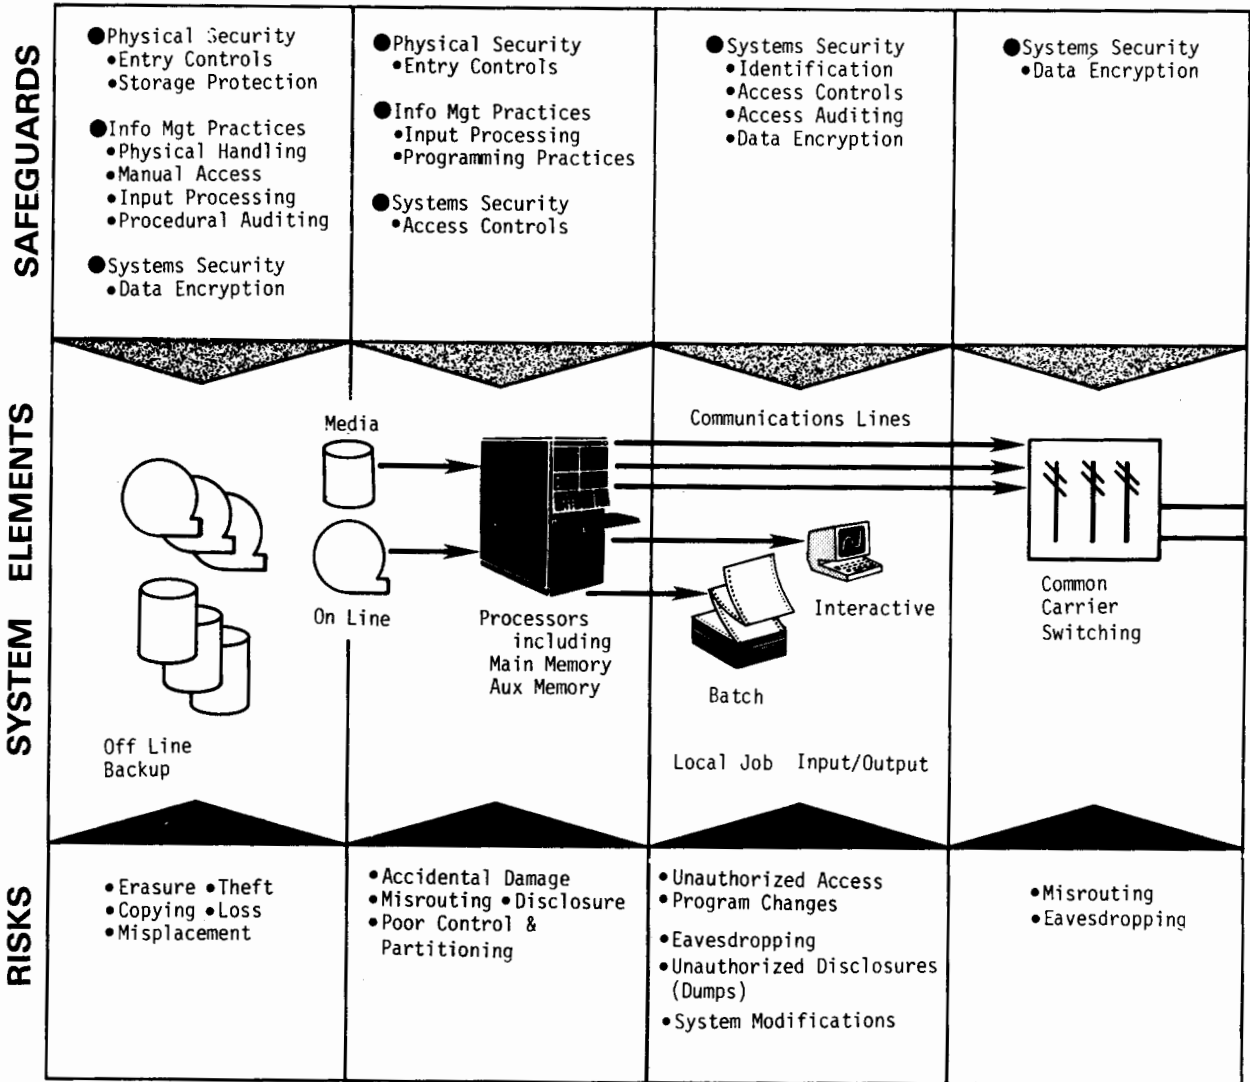 SAFEGUARDS
●Physical Security
•Entry Controls
•Storage Protection
●Info Mgt Practices
•Physical Handling
•Manual Access
•Input Processing
•Procedural Auditing
●Systems Security
•Data Encryption
●Physical Security
•Entry Controls
●Info Mgt Practices
•Input Processing
•Programming Practices
●Systems Security
•Access Controls
●Systems Security
•Identification
•Access Controls
•Access Auditing
•Data Encryption
●Systems Security
•Data Encryption
SYSTEM ELEMENTS
Off Line
Backup
Media
On Line
Processors
including
Main Memory
Aux Memory
Communications Lines
Interactive
Batch
Local Job Input/Output
Common
Carrier
Switching
RISKS
•Erasure •Theft
•Copying •Loss
•Misplacement
•Accidental Damage
•Misrouting •Disclosure
•Poor Control &
Partitioning
•Unauthorized Access
•Program Changes
•Eavesdropping
•Unauthorized Disclosures
(Dumps)
•System Modifications
•Misrouting
•Eavesdropping